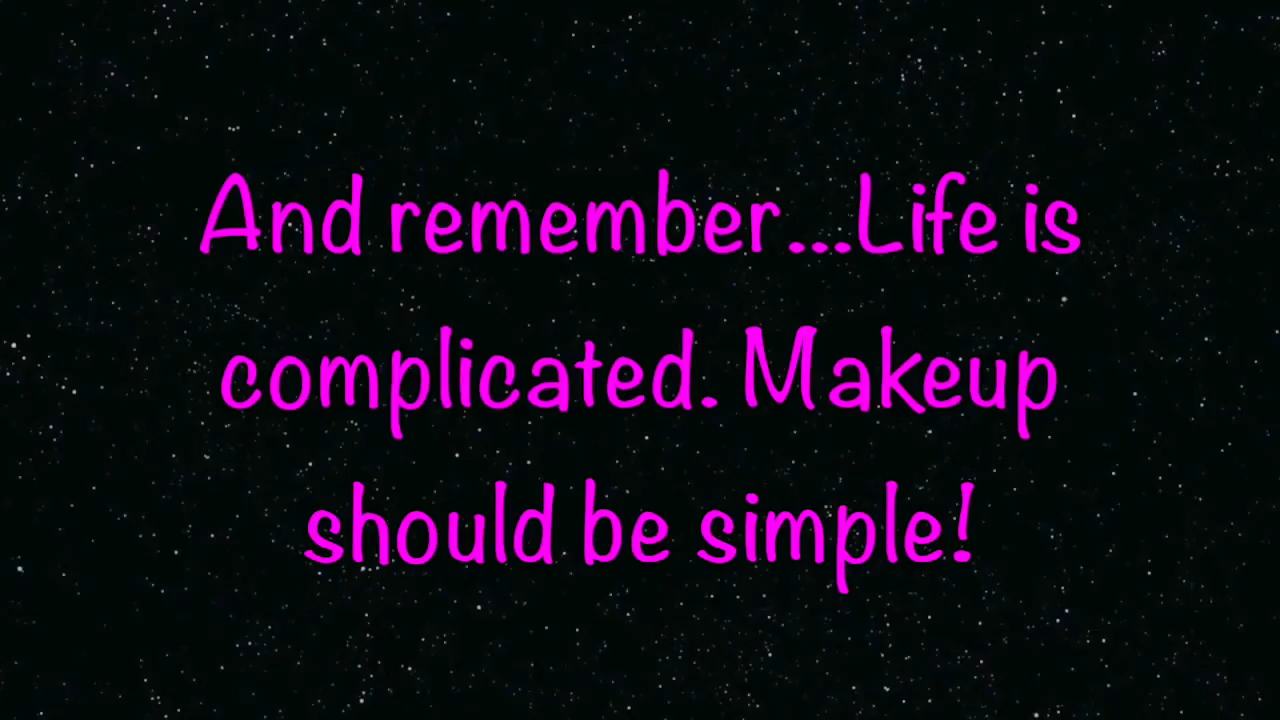 And remember...Life is
complicated. Makeup
should be simple!